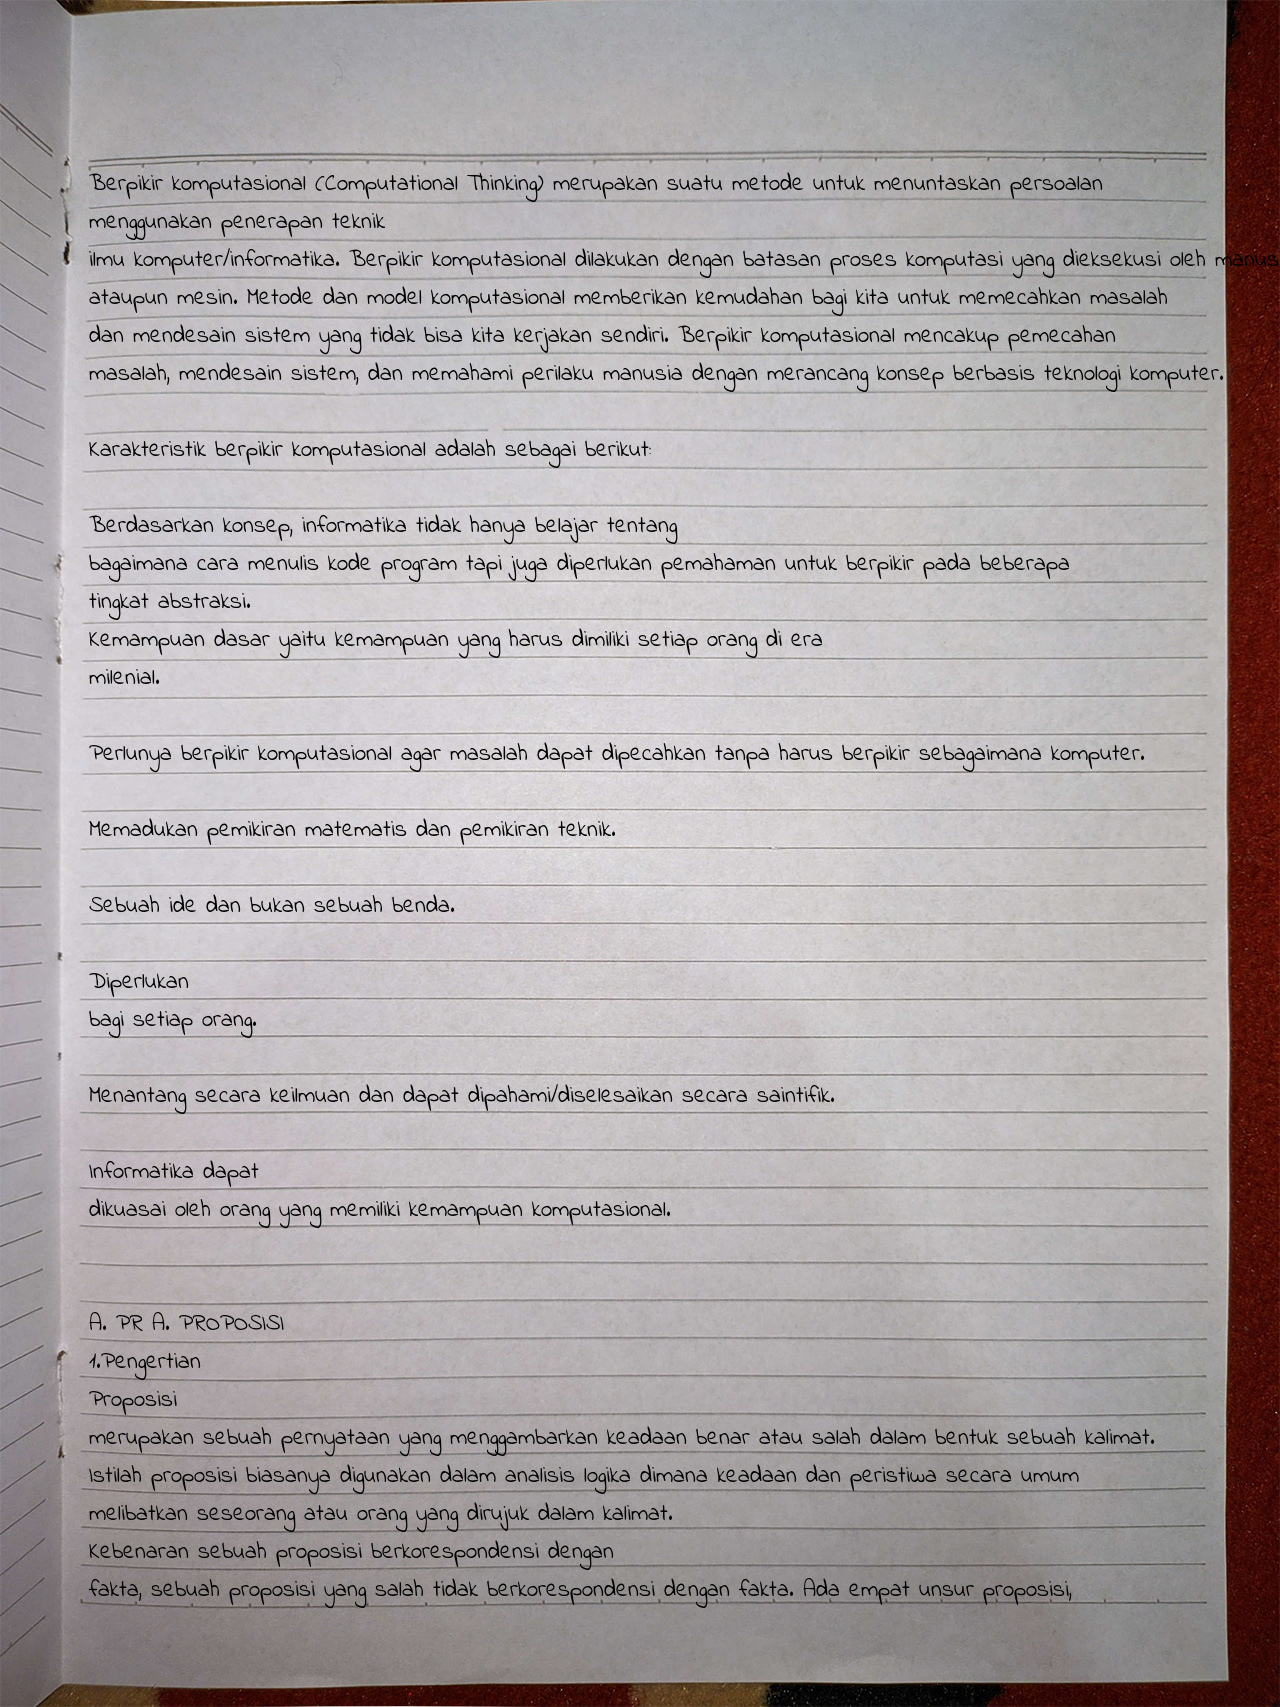 Berpikir komputasional (Computational Thinking) merupakan suatu metode untuk menuntaskan persoalan
menggunakan penerapan teknik
ilmu komputer/informatika. Berpikir komputasional dilakukan dengan batasan proses komputasi yang dieksekusi oleh manus
ataupun mesin. Metode dan model komputasional memberikan kemudahan bagi kita untuk memecahkan masalah
dan mendesain sistem yang tidak bisa kita kerjakan sendiri. Berpikir komputasional mencakup pemecahan
masalah, mendesain sistem, dan memahami perilaku manusia dengan merancang konsep berbasis teknologi komputer.
Karakteristik berpikir komputasional adalah sebagai berikut:
Berdasarkan konsep, informatika tidak hanya belajar tentang
bagaimana cara menulis kode program tapi juga diperlukan pemahaman untuk berpikir pada beberapa
tingkat abstraksi.
Kemampuan dasar yaitu kemampuan yang harus dimiliki setiap orang di era
milenial.
Perlunya berpikir komputasional agar masalah dapat dipecahkan tanpa harus berpikir sebagaimana komputer.
Memadukan pemikiran matematis dan pemikiran teknik.
Sebuah ide dan bukan sebuah benda.
Diperlukan
bagi setiap orang.
Menantang secara keilmuan dan dapat dipahami/diselesaikan secara saintifik.
Informatika dapat
dikuasai oleh orang yang memiliki kemampuan komputasional.
A. PR A. PROPOSISI
1.Pengertian
Proposisi
merupakan sebuah pernyataan yang menggambarkan keadaan benar atau salah dalam bentuk sebuah kalimat.
Istilah proposisi biasanya digunakan dalam analisis logika dimana keadaan dan peristiwa secara umum
melibatkan seseorang atau orang yang dirujuk dalam kalimat.
Kebenaran sebuah proposisi berkorespondensi dengan
fakta, sebuah proposisi yang salah tidak berkorespondensi dengan fakta. Ada empat unsur proposisi,